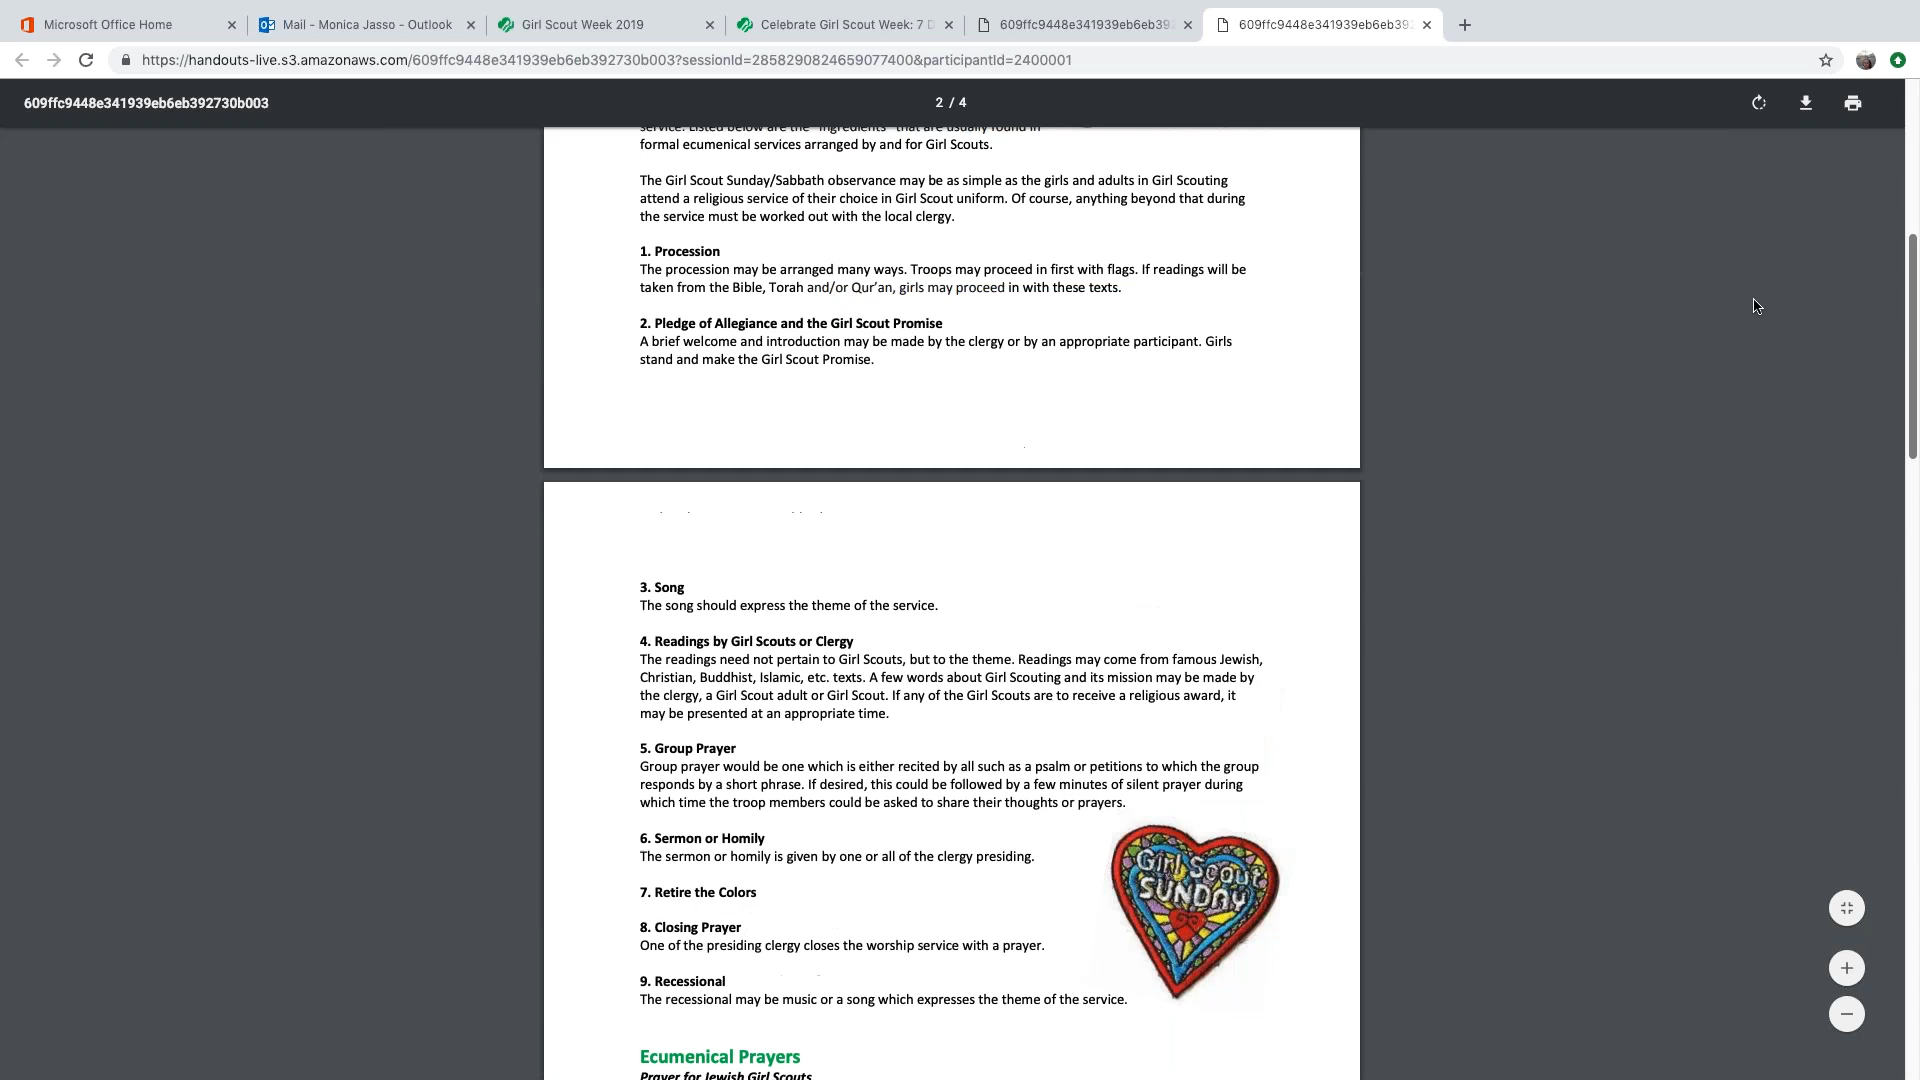 Microsoft Office Home
Mail - Monica Jasso - Outlook
Girl Scout Week 2019
Celebrate Girl Scout Week: 7 D
609ffc9448e341939eb6eb392
609ffc9448e341939eb6eb392
https://handouts-live.s3.amazonaws.com/609ffc9448e341939eb6eb392730b003?sessionId=2858290824659077400&participantId=2400001
609ffc9448e341939eb6eb392730b003
2 / 4
service. Listed below are the "ingredients" that are usually found in
formal ecumenical services arranged by and for Girl Scouts.
The Girl Scout Sunday/Sabbath observance may be as simple as the girls and adults in Girl Scouting
attend a religious service of their choice in Girl Scout uniform. Of course, anything beyond that during
the service must be worked out with the local clergy.
1. Procession
The procession may be arranged many ways. Troops may proceed in first with flags. If readings will be
taken from the Bible, Torah and/or Qur’an, girls may proceed in with these texts.
2. Pledge of Allegiance and the Girl Scout Promise
A brief welcome and introduction may be made by the clergy or by an appropriate participant. Girls
stand and make the Girl Scout Promise.
3. Song
The song should express the theme of the service.
4. Readings by Girl Scouts or Clergy
The readings need not pertain to Girl Scouts, but to the theme. Readings may come from famous Jewish,
Christian, Buddhist, Islamic, etc. texts. A few words about Girl Scouting and its mission may be made by
the clergy, a Girl Scout adult or Girl Scout. If any of the Girl Scouts are to receive a religious award, it
may be presented at an appropriate time.
5. Group Prayer
Group prayer would be one which is either recited by all such as a psalm or petitions to which the group
responds by a short phrase. If desired, this could be followed by a few minutes of silent prayer during
which time the troop members could be asked to share their thoughts or prayers.
6. Sermon or Homily
The sermon or homily is given by one or all of the clergy presiding.
Girl Scout
SUNDAY
7. Retire the Colors
8. Closing Prayer
One of the presiding clergy closes the worship service with a prayer.
9. Recessional
The recessional may be music or a song which expresses the theme of the service.
Ecumenical Prayers
Prayer for Jewish Girl Scouts